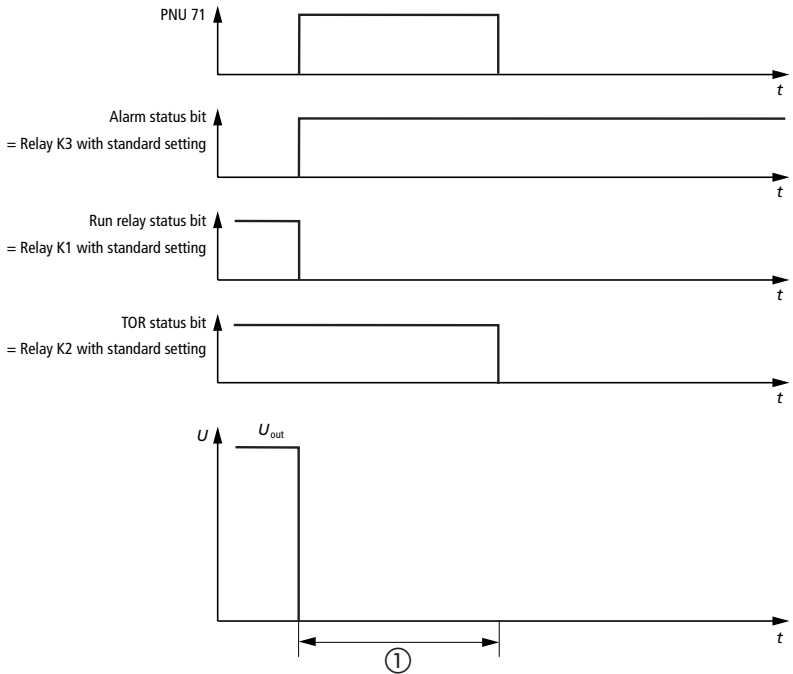 PNU 71
t
Alarm status bit
= Relay K3 with standard setting
t
Run relay status bit
= Relay K1 with standard setting
t
TOR status bit
= Relay K2 with standard setting
t
U
Uout
t
①